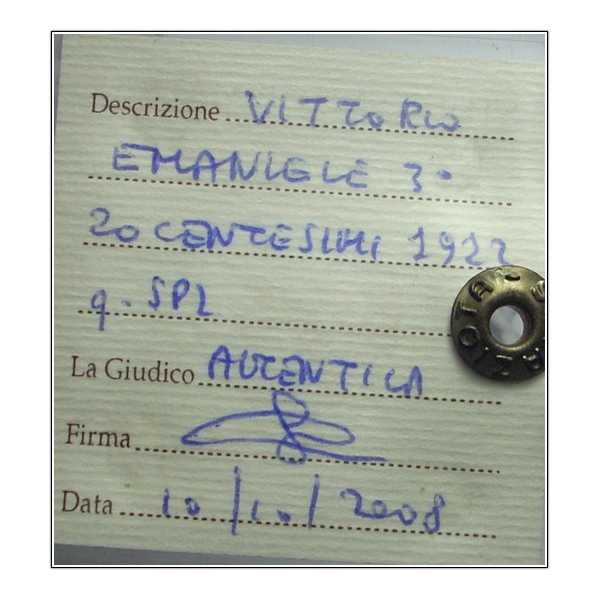 Descrizione VITTORIO
EMANUELE 3°
20 CENTESIMI 1922
q. SPL
La Giudico AUTENTICA
Firma
Data 10/10/2008